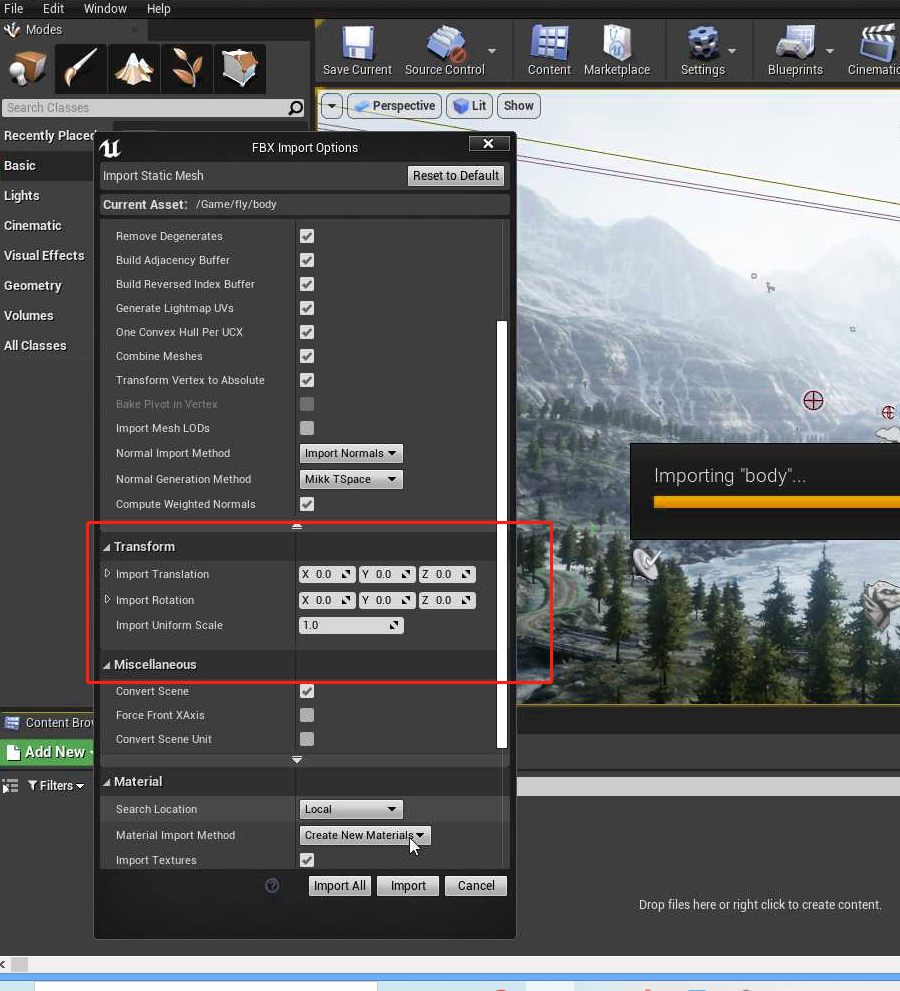 File Edit Window Help
Modes
Save Current Source Control Content Marketplace Settings Blueprints Cinematic
Search Classes
Perspective Lit Show
Recently Placed
Basic
Lights
Cinematic
Visual Effects
Geometry
Volumes
All Classes
FBX Import Options
Import Static Mesh Reset to Default
Current Asset: /Game/fly/body
Remove Degenerates
Build Adjacency Buffer
Build Reversed Index Buffer
Generate Lightmap UVs
One Convex Hull Per UCX
Combine Meshes
Transform Vertex to Absolute
Bake Pivot in Vertex
Import Mesh LODs
Normal Import Method Import Normals
Normal Generation Method Mikk TSpace
Compute Weighted Normals
Transform
Import Translation X 0.0 Y 0.0 Z 0.0
Import Rotation X 0.0 Y 0.0 Z 0.0
Import Uniform Scale 1.0
Miscellaneous
Convert Scene
Force Front XAxis
Convert Scene Unit
Material
Search Location Local
Material Import Method Create New Materials
Import Textures
Import All Import Cancel
Importing "body"...
Content Brow
Add New
Filters
Drop files here or right click to create content.